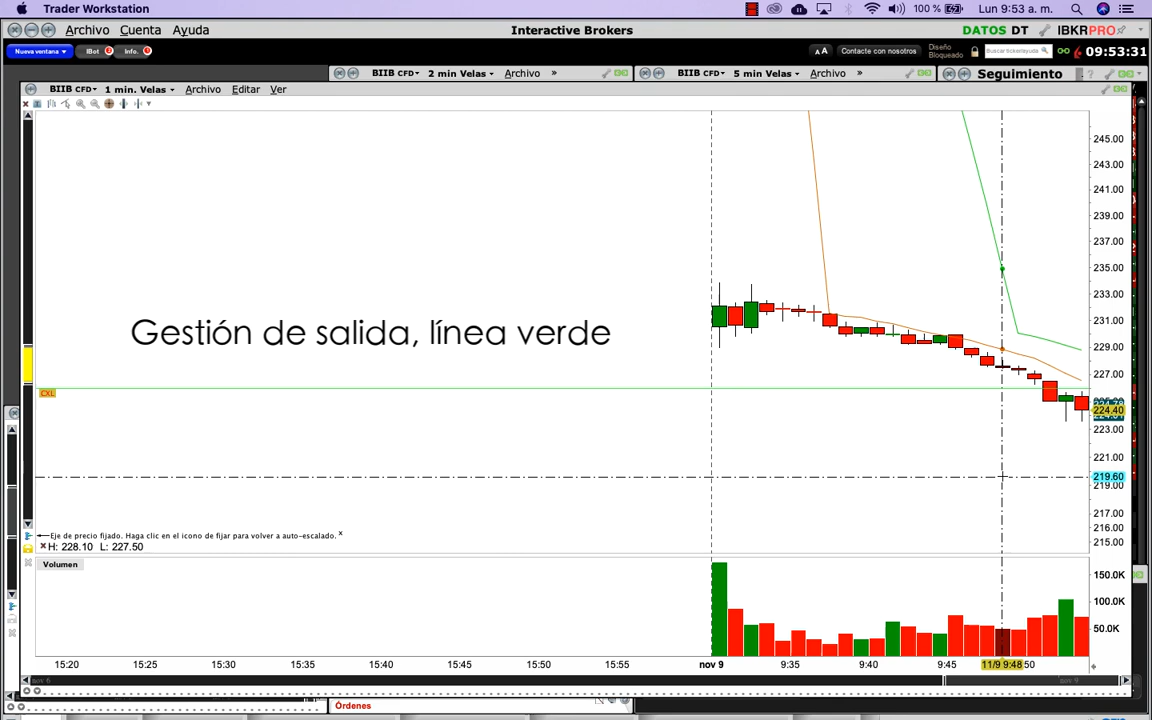 Trader Workstation
100 %
Lun 9:53 a. m.
Archivo Cuenta Ayuda
Interactive Brokers
DATOS DT
IBKRPRO
Nueva ventana
IBot
Info.
A A
Contacte con nosotros
Diseño
Bloqueado
09:53:31
BIIB CFD 2 min Velas Archivo »
BIIB CFD 5 min Velas Archivo »
Seguimiento
BIIB CFD 1 min. Velas Archivo Editar Ver
245.00
243.00
241.00
239.00
237.00
235.00
233.00
231.00
229.00
227.00
224.40
223.00
221.00
219.60
219.00
217.00
216.00
215.00
Gestión de salida, línea verde
CXL
Eje de precio fijado. Haga clic en el icono de fijar para volver a auto-escalado. x
H: 228.10 L: 227.50
Volumen
150.0K
100.0K
50.0K
15:20 15:25 15:30 15:35 15:40 15:45 15:50 15:55 nov 9 9:35 9:40 9:45 11/9 9:48 50
nov 6
nov 9
Órdenes